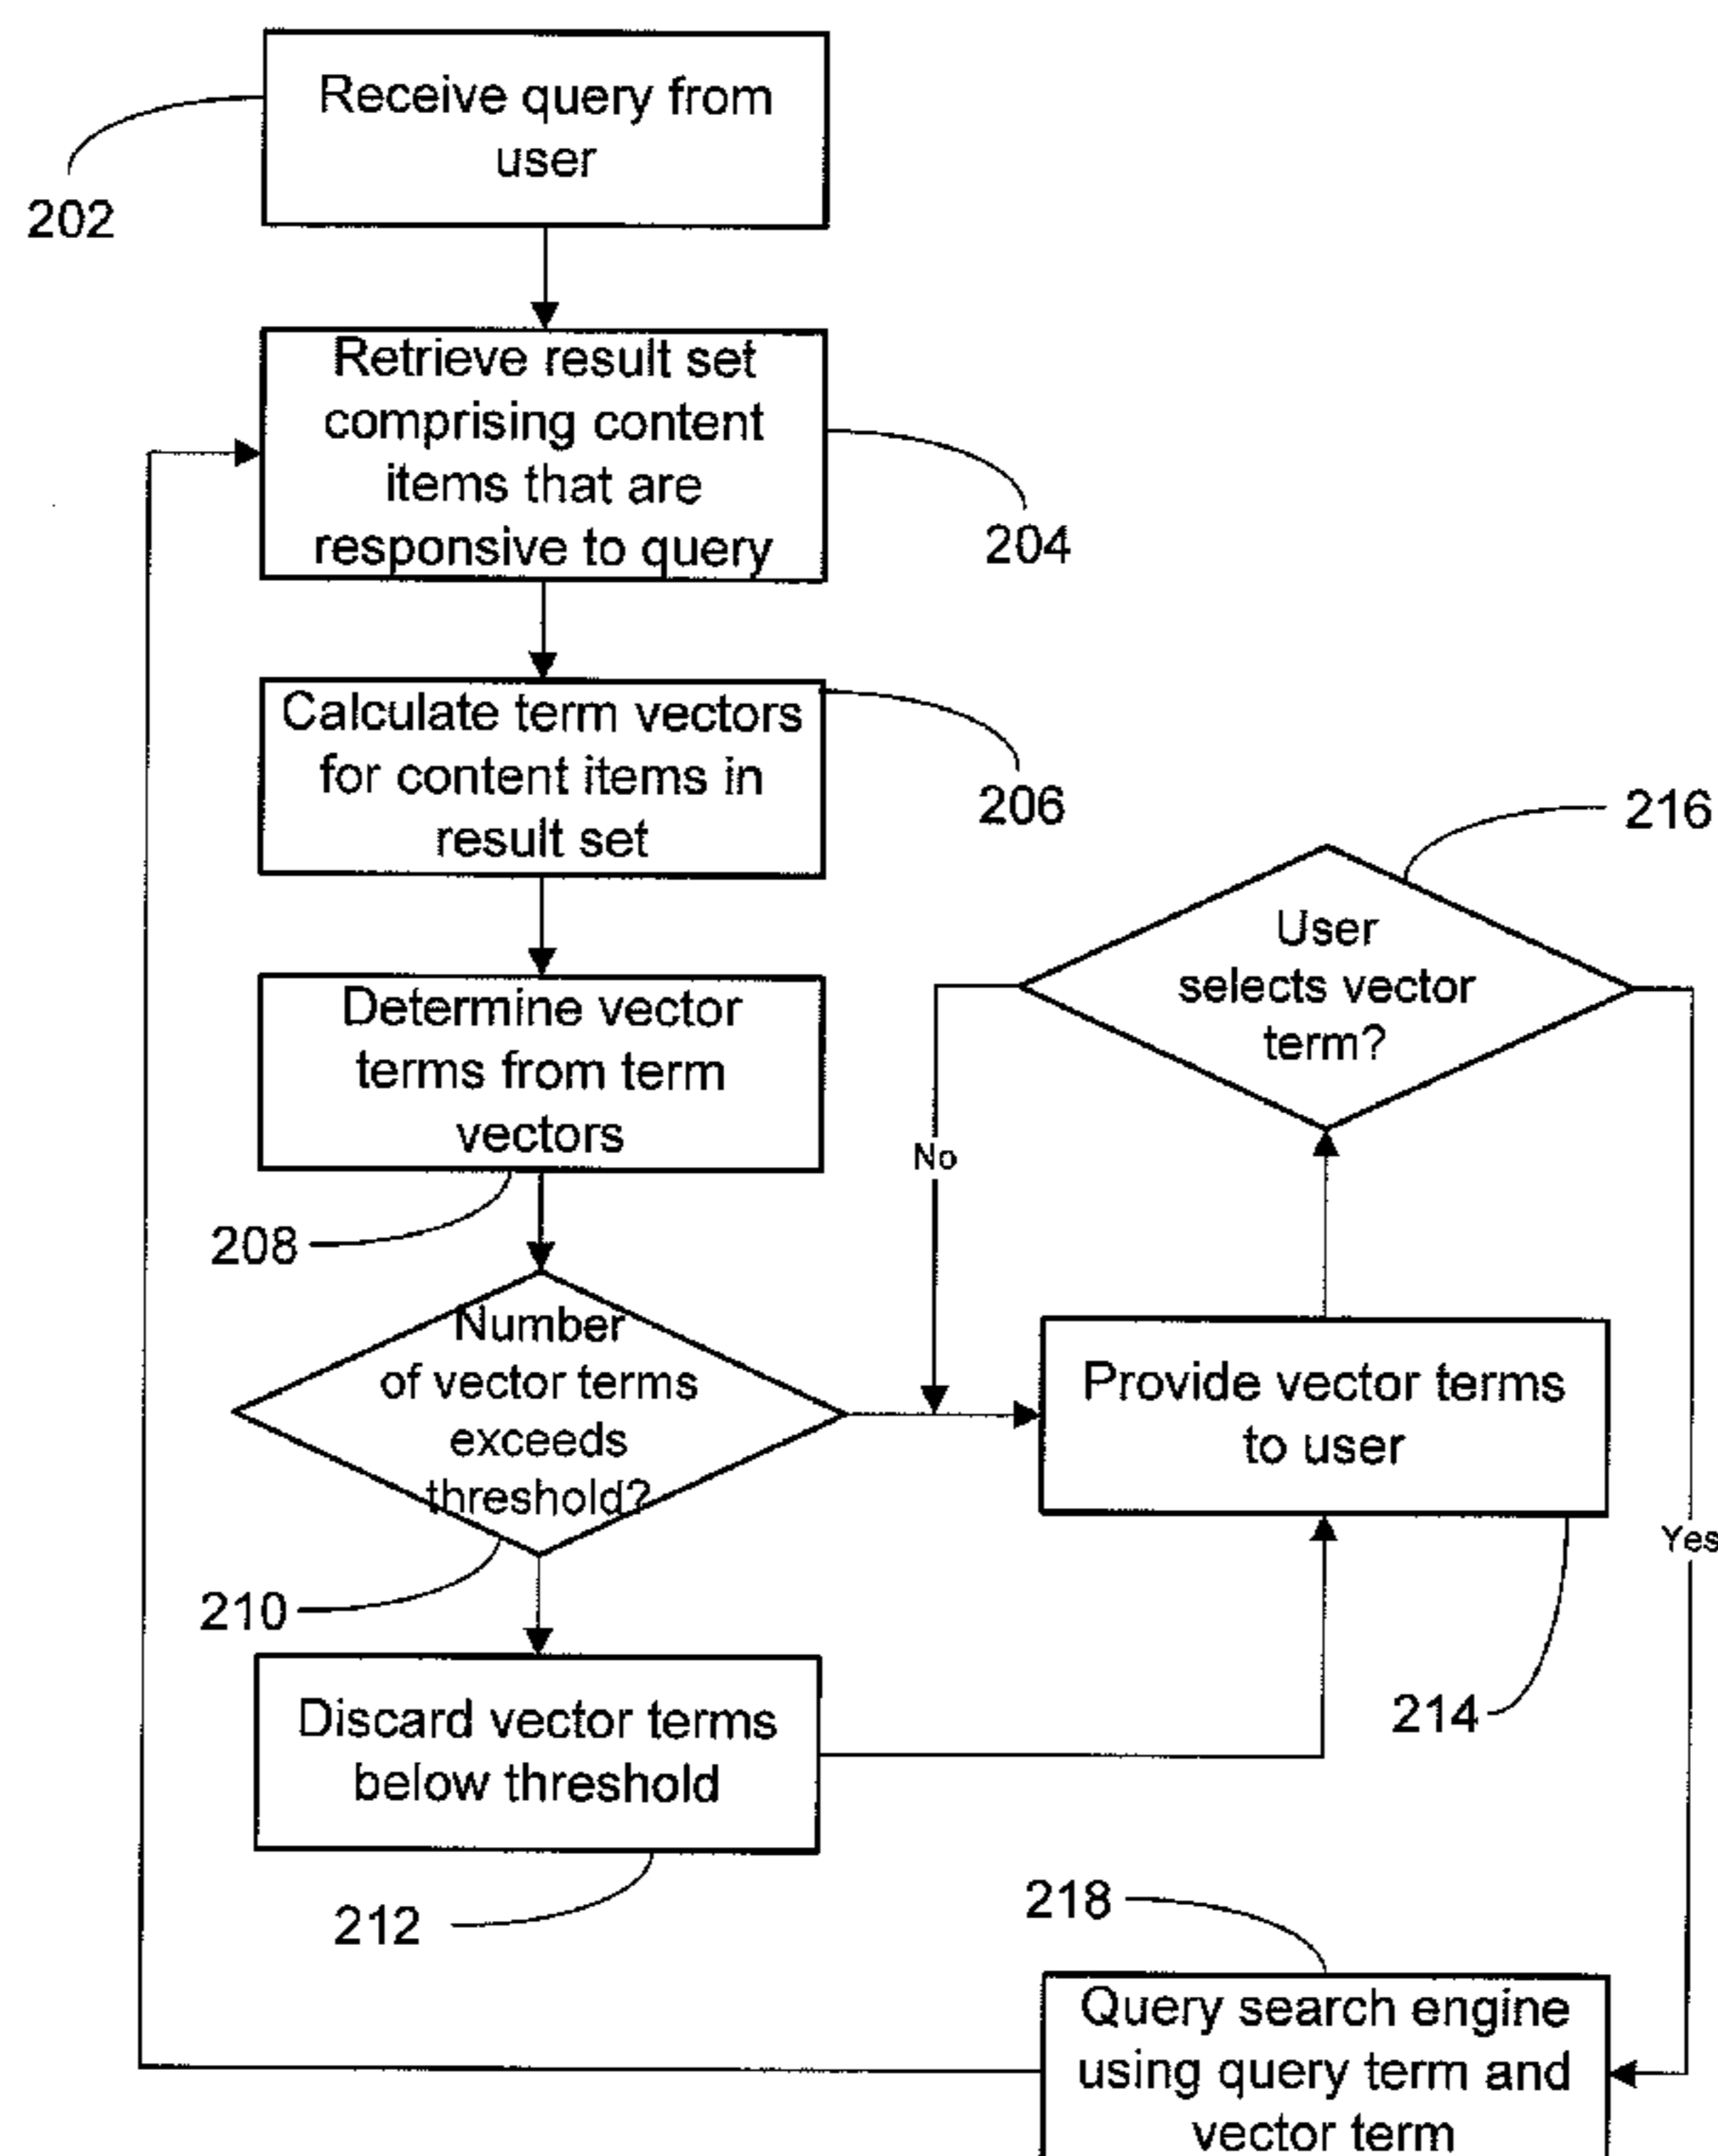 Receive query from
user
202
Retrieve result set
comprising content
items that are
responsive to query
204
Calculate term vectors
for content items in
result set
206
216
User
selects vector
term?
Determine vector
terms from term
vectors
No
208
Number
of vector terms
exceeds
threshold?
Provide vector terms
to user
Yes
210
Discard vector terms
below threshold
214
212
218
Query search engine
using query term and
vector term